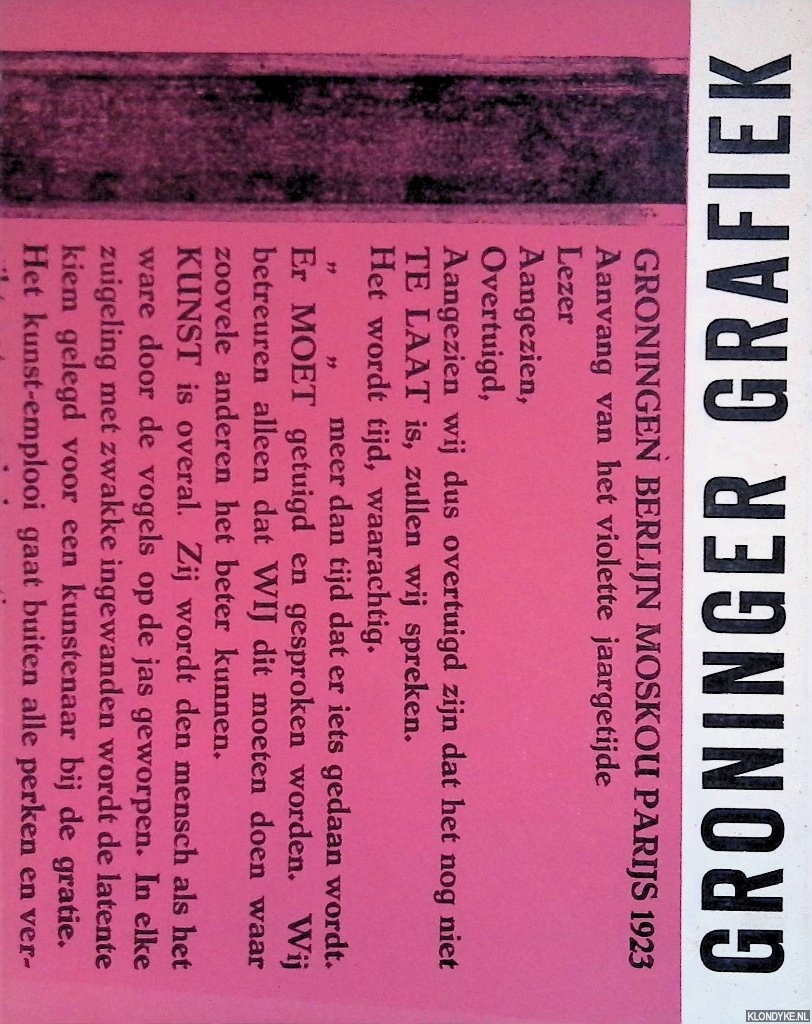 GRONINGER GRAFIEK
GRONINGEN BERLIJN MOSKOU PARIJS 1923
Aanvang van het violette jaargetijde
Lezer
Aangezien,
Overtuigd,
Aangezien wij dus overtuigd zijn dat het nog niet
TE LAAT is, zullen wij spreken.
Het wordt tijd, waarachtig.
„ „ meer dan tijd dat er iets gedaan wordt.
Er MOET getuigd en gesproken worden. Wij
betreuren alleen dat WIJ dit moeten doen waar
zoovele anderen het beter kunnen.
KUNST is overal. Zij wordt den mensch als het
ware door de vogels op de jas geworpen. In elke
zuigeling met zwakke ingewanden wordt de latente
kiem gelegd voor een kunstenaar bij de gratie.
Het kunst-emplooi gaat buiten alle perken en ver-
KLONDYKE.NL